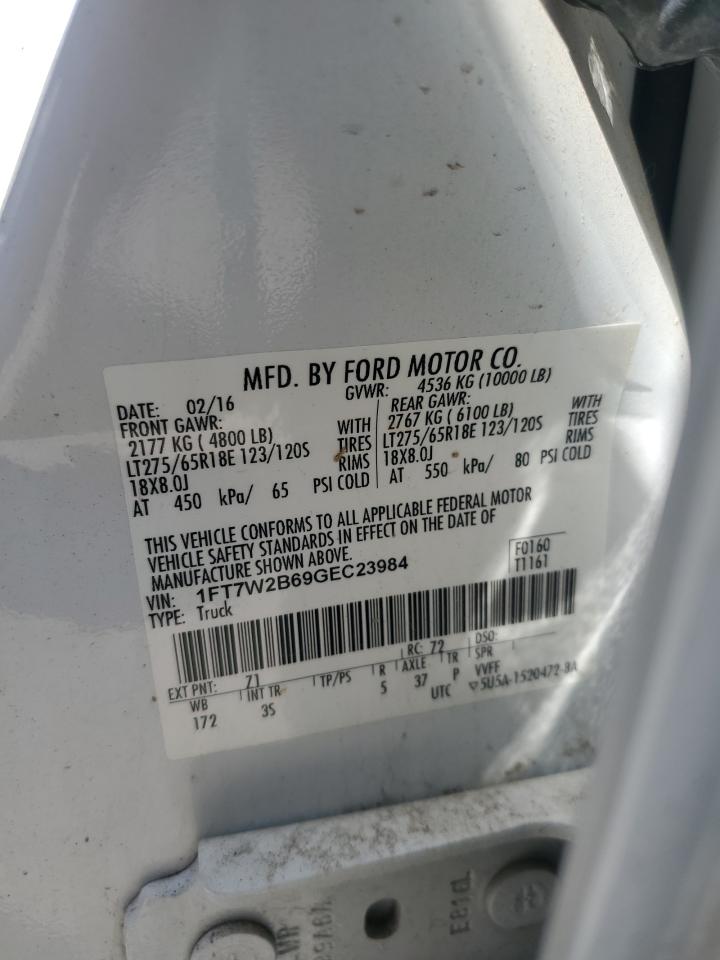 MFD. BY FORD MOTOR CO.
DATE: 02/16
GVWR: 4536 KG (10000 LB)
FRONT GAWR:
2177 KG ( 4800 LB) WITH
LT275/65R18E 123/120S TIRES
18X8.0J RIMS
AT 450 kPa/ 65 PSI COLD
REAR GAWR:
2767 KG ( 6100 LB) WITH
LT275/65R18E 123/120S TIRES
18X8.0J RIMS
AT 550 kPa/ 80 PSI COLD
THIS VEHICLE CONFORMS TO ALL APPLICABLE FEDERAL MOTOR
VEHICLE SAFETY STANDARDS IN EFFECT ON THE DATE OF
MANUFACTURE SHOWN ABOVE.
VIN: 1FT7W2B69GEC23984
TYPE: Truck
F0160
T1161
EXT PNT: Z1 RC: 72 DSO:
WB INT TR TP/PS R AXLE TR SPR
172 3S 5 37 P VVFF
UTC ▽5U5A-1520472-BA
E816L